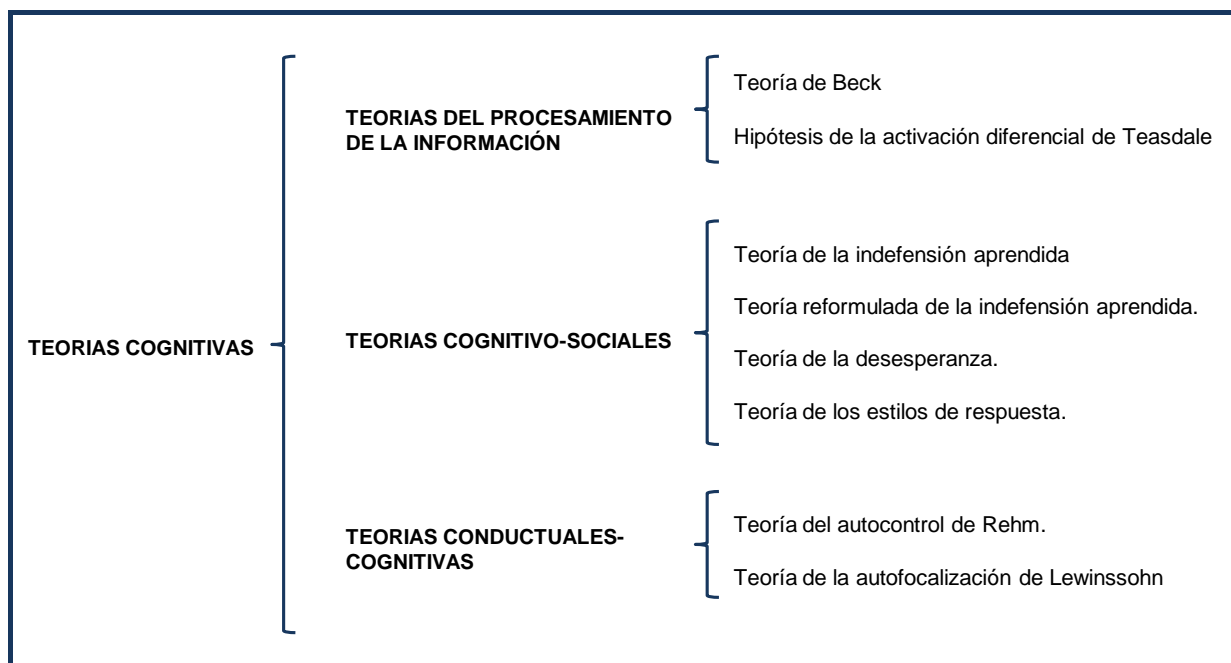 TEORIAS COGNITIVAS
TEORIAS DEL PROCESAMIENTO
DE LA INFORMACIÓN
Teoría de Beck
Hipótesis de la activación diferencial de Teasdale
TEORIAS COGNITIVO-SOCIALES
Teoría de la indefensión aprendida
Teoría reformulada de la indefensión aprendida.
Teoría de la desesperanza.
Teoría de los estilos de respuesta.
TEORIAS CONDUCTUALES-
COGNITIVAS
Teoría del autocontrol de Rehm.
Teoría de la autofocalización de Lewinssohn